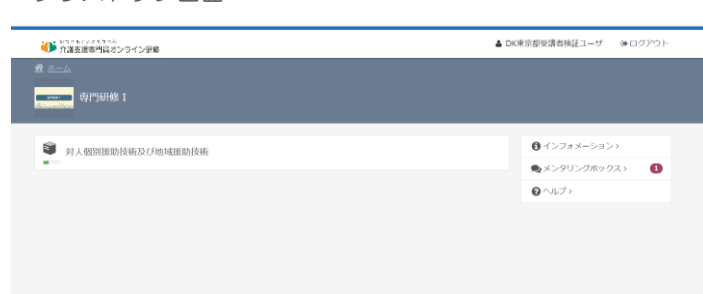 介護支援専門員オンライン研修
DK東京都受講者検証ユーザ ログアウト
ホーム
専門研修 I
対人個別援助技術及び地域援助技術
インフォメーション ›
メンタリングボックス › 1
ヘルプ ›